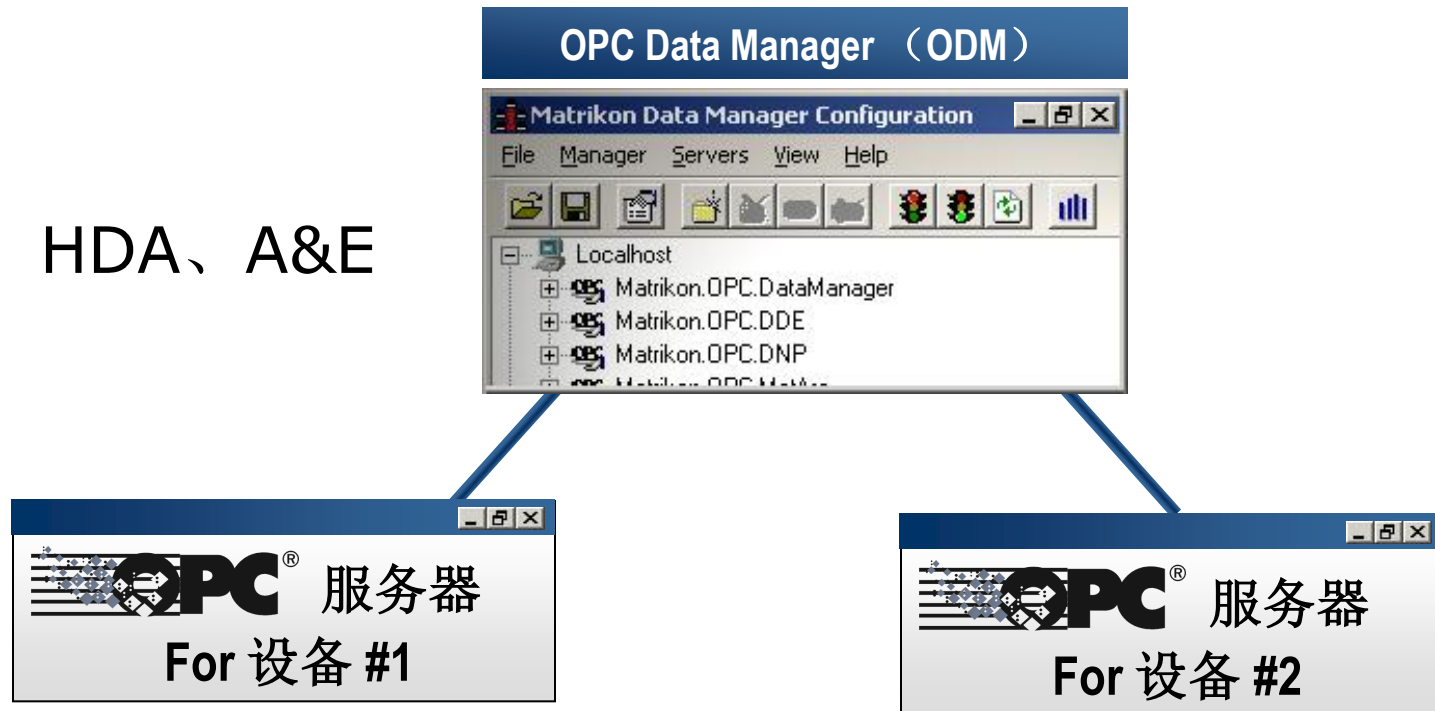 OPC Data Manager （ODM）
Matrikon Data Manager Configuration
File Manager Servers View Help
HDA、A&E
Localhost
Matrikon.OPC.DataManager
Matrikon.OPC.DDE
Matrikon.OPC.DNP
OPC® 服务器
For 设备 #1
OPC® 服务器
For 设备 #2